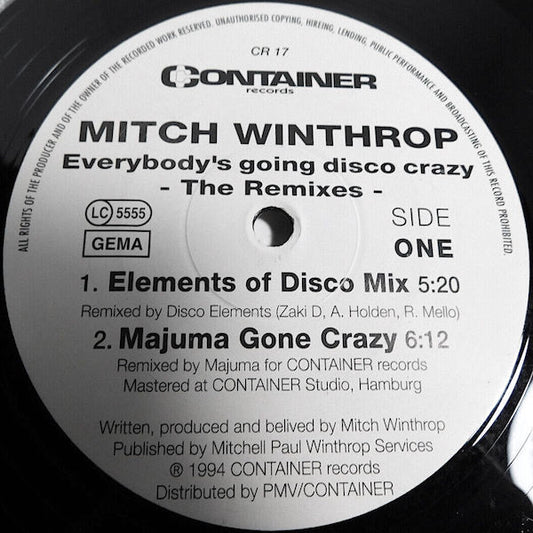 ALL RIGHTS OF THE PRODUCER AND OF THE OWNER OF THE RECORDED WORK RESERVED. UNAUTHORISED COPYING, HIREING, LENDING, PUBLIC PERFORMANCE AND BROADCASTING OF THIS RECORD PROHIBITED.
CR 17
CONTAINER
records
MITCH WINTHROP
Everybody's going disco crazy
- The Remixes -
LC 5555
GEMA
SIDE
ONE
1. Elements of Disco Mix 5:20
Remixed by Disco Elements (Zaki D, A. Holden, R. Mello)
2. Majuma Gone Crazy 6:12
Remixed by Majuma for CONTAINER records
Mastered at CONTAINER Studio, Hamburg
Written, produced and belived by Mitch Winthrop
Published by Mitchell Paul Winthrop Services
℗ 1994 CONTAINER records
Distributed by PMV/CONTAINER